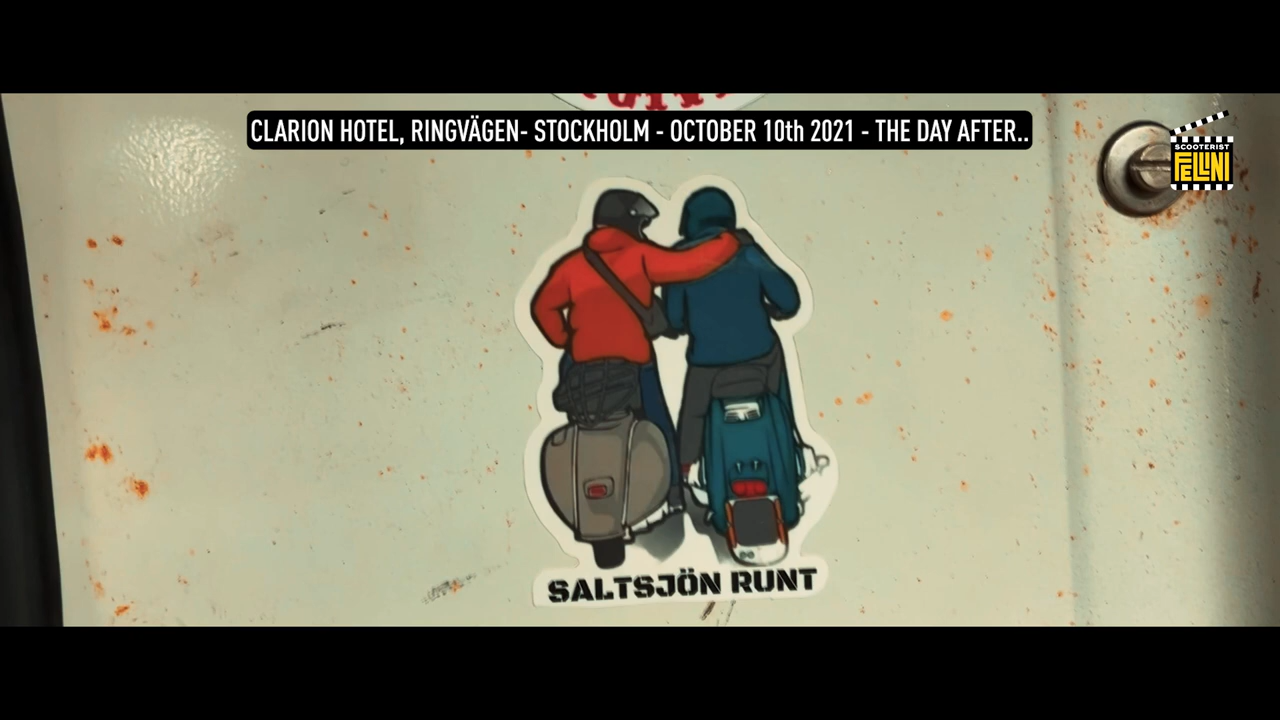 CLARION HOTEL, RINGVÄGEN- STOCKHOLM - OCTOBER 10th 2021 - THE DAY AFTER..
SCOOTERIST
FELLINI
SALTSJÖN RUNT